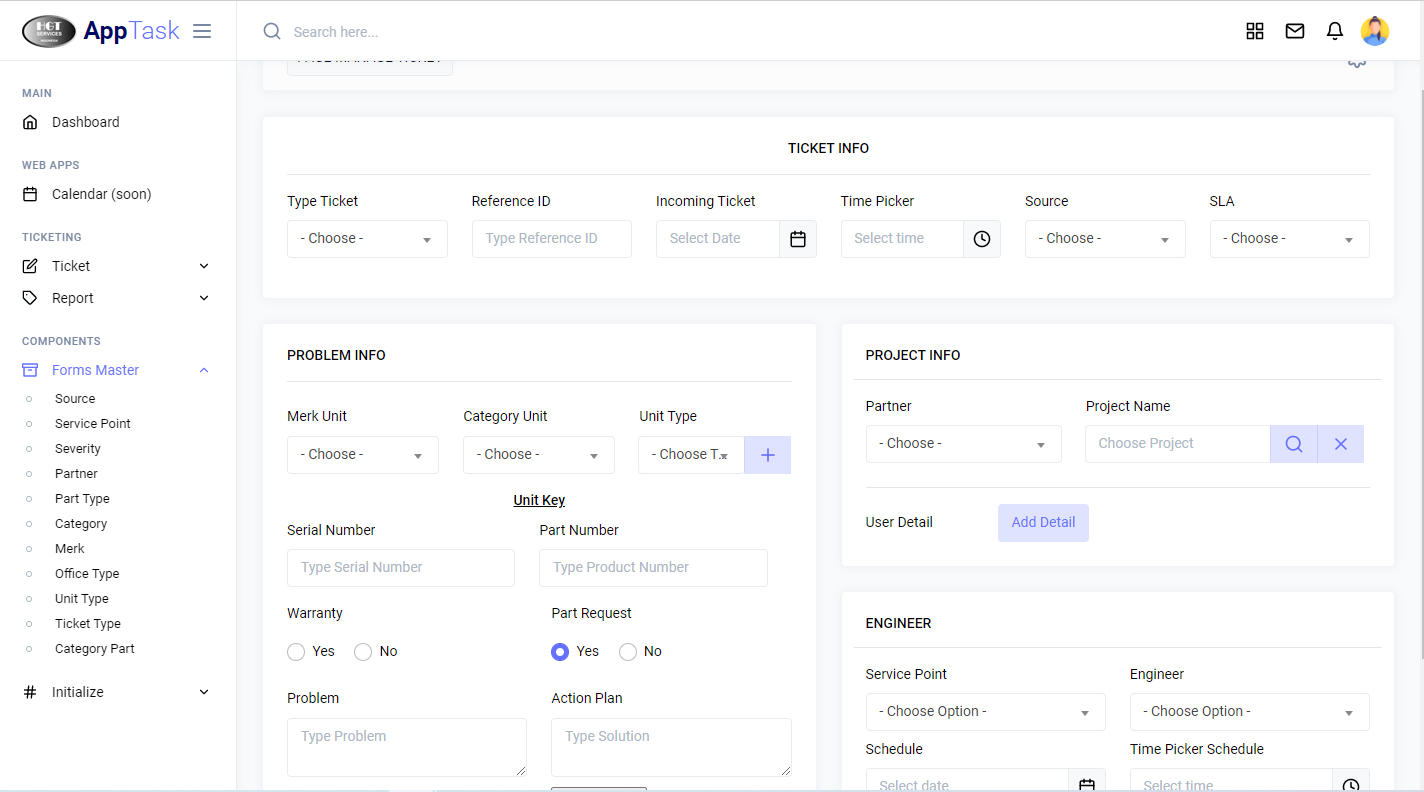 HGT
SERVICES
INDONESIA
AppTask
Search here...
PAGE MANAGE TICKET
MAIN
Dashboard
WEB APPS
Calendar (soon)
TICKETING
Ticket
Report
COMPONENTS
Forms Master
Source
Service Point
Severity
Partner
Part Type
Category
Merk
Office Type
Unit Type
Ticket Type
Category Part
Initialize
TICKET INFO
Type Ticket Reference ID Incoming Ticket Time Picker Source SLA
- Choose - Type Reference ID Select Date Select time - Choose - - Choose -
PROBLEM INFO
Merk Unit Category Unit Unit Type
- Choose - - Choose - - Choose T...
Unit Key
Serial Number Part Number
Type Serial Number Type Product Number
Warranty Part Request
Yes No Yes No
Problem Action Plan
Type Problem Type Solution
PROJECT INFO
Partner Project Name
- Choose - Choose Project
User Detail Add Detail
ENGINEER
Service Point Engineer
- Choose Option - - Choose Option -
Schedule Time Picker Schedule
Select date Select time